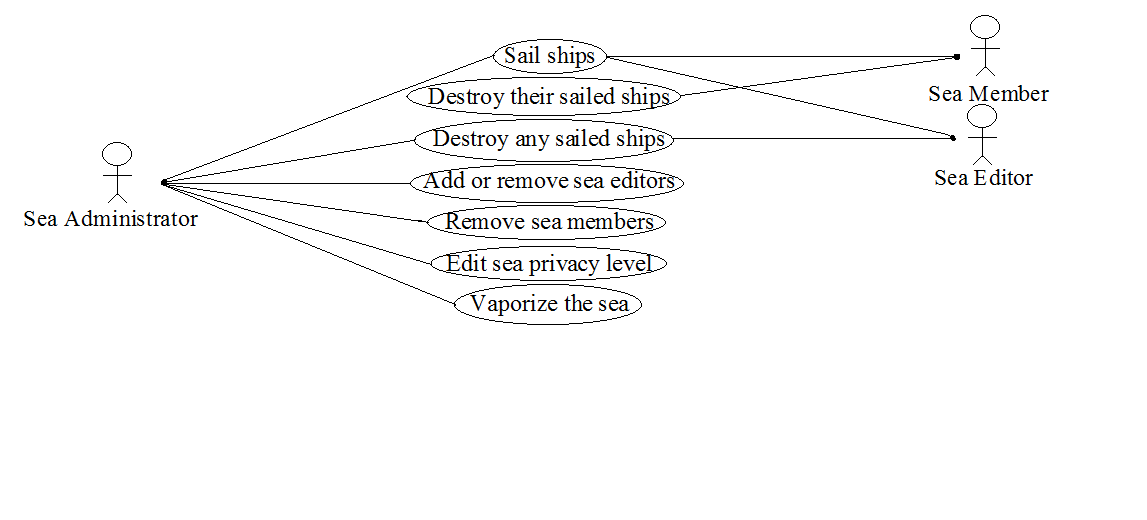 Sail ships
Destroy their sailed ships
Sea Member
Destroy any sailed ships
Add or remove sea editors
Sea Editor
Sea Administrator
Remove sea members
Edit sea privacy level
Vaporize the sea